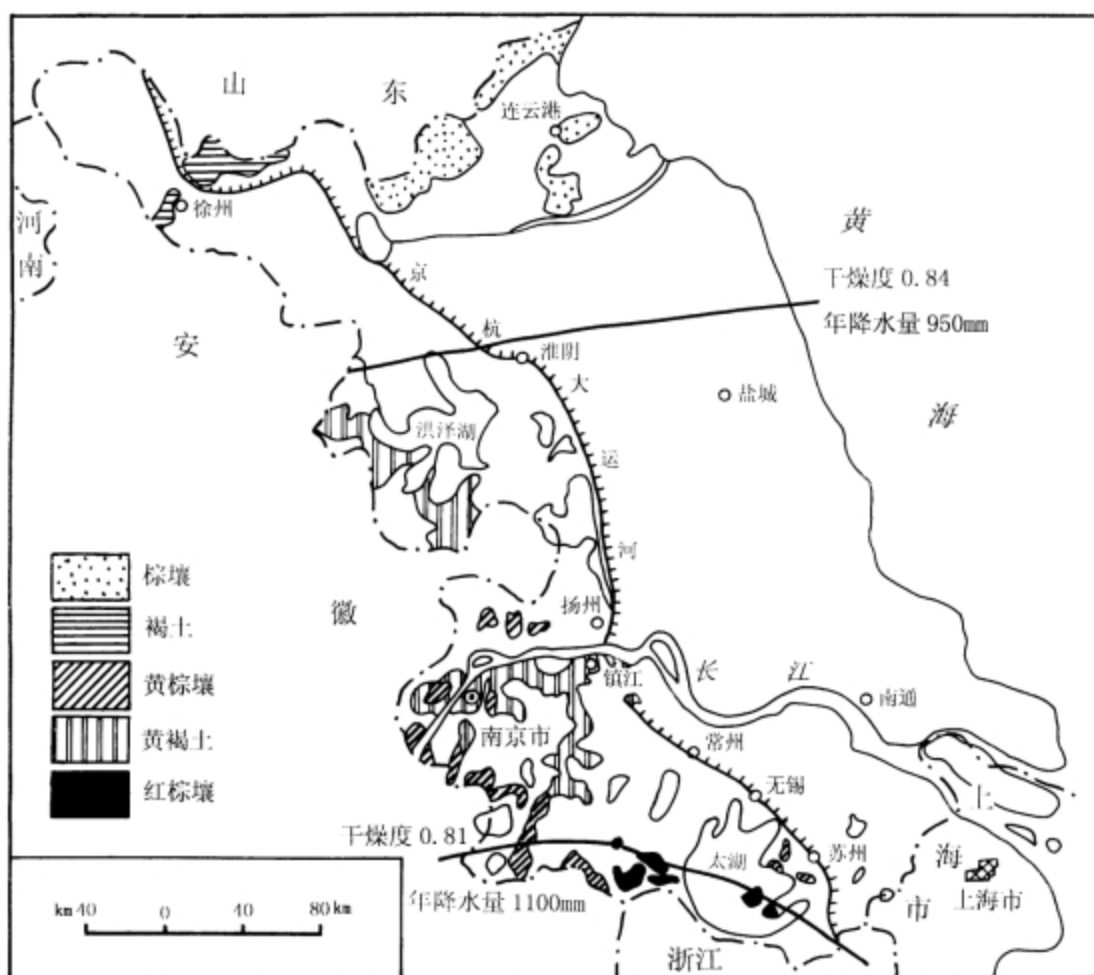 山
东
连云港
徐州
河
南
黄
海
京
杭
大
运
河
干燥度 0.84
年降水量 950mm
安
徽
淮阴
盐城
洪泽湖
扬州
棕壤
褐土
黄棕壤
黄褐土
红棕壤
镇江
长
江
南通
南京市
常州
无锡
上
海
市
苏州
太湖
上海市
干燥度 0.81
年降水量 1100mm
浙江
km 40 0 40 80 km